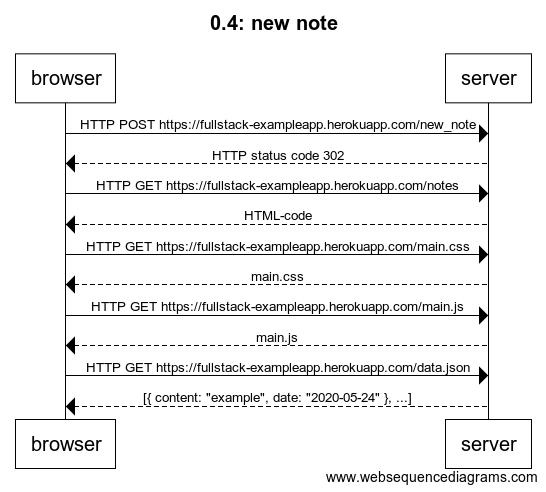 0.4: new note
browser
server
HTTP POST https://fullstack-exampleapp.herokuapp.com/new_note
HTTP status code 302
HTTP GET https://fullstack-exampleapp.herokuapp.com/notes
HTML-code
HTTP GET https://fullstack-exampleapp.herokuapp.com/main.css
main.css
HTTP GET https://fullstack-exampleapp.herokuapp.com/main.js
main.js
HTTP GET https://fullstack-exampleapp.herokuapp.com/data.json
[{ content: "example", date: "2020-05-24" }, ...]
browser
server
www.websequencediagrams.com